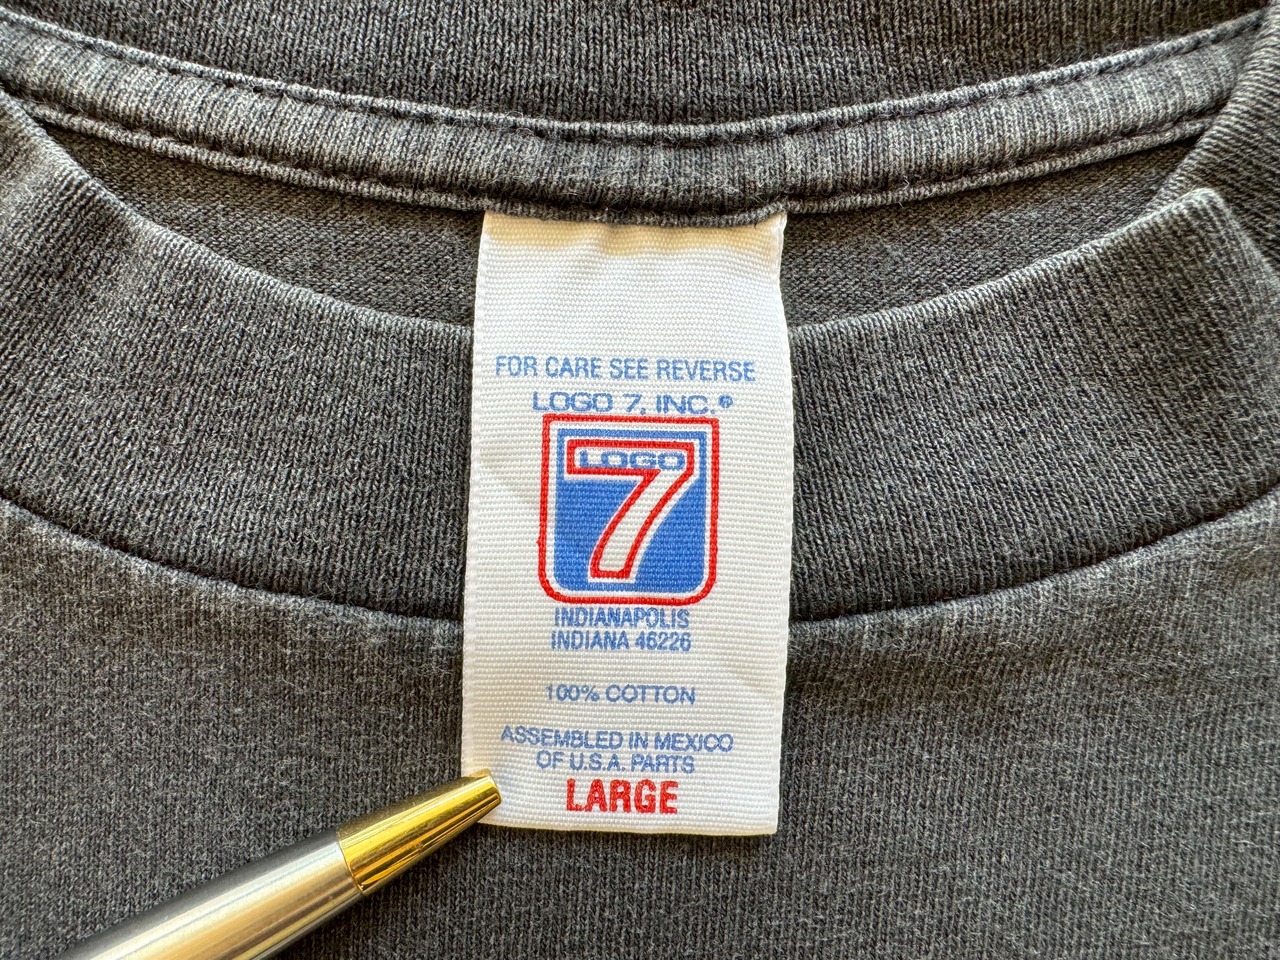 FOR CARE SEE REVERSE
LOGO 7, INC.®
LOGO
7
INDIANAPOLIS
INDIANA 46226
100% COTTON
ASSEMBLED IN MEXICO
OF U.S.A. PARTS
LARGE